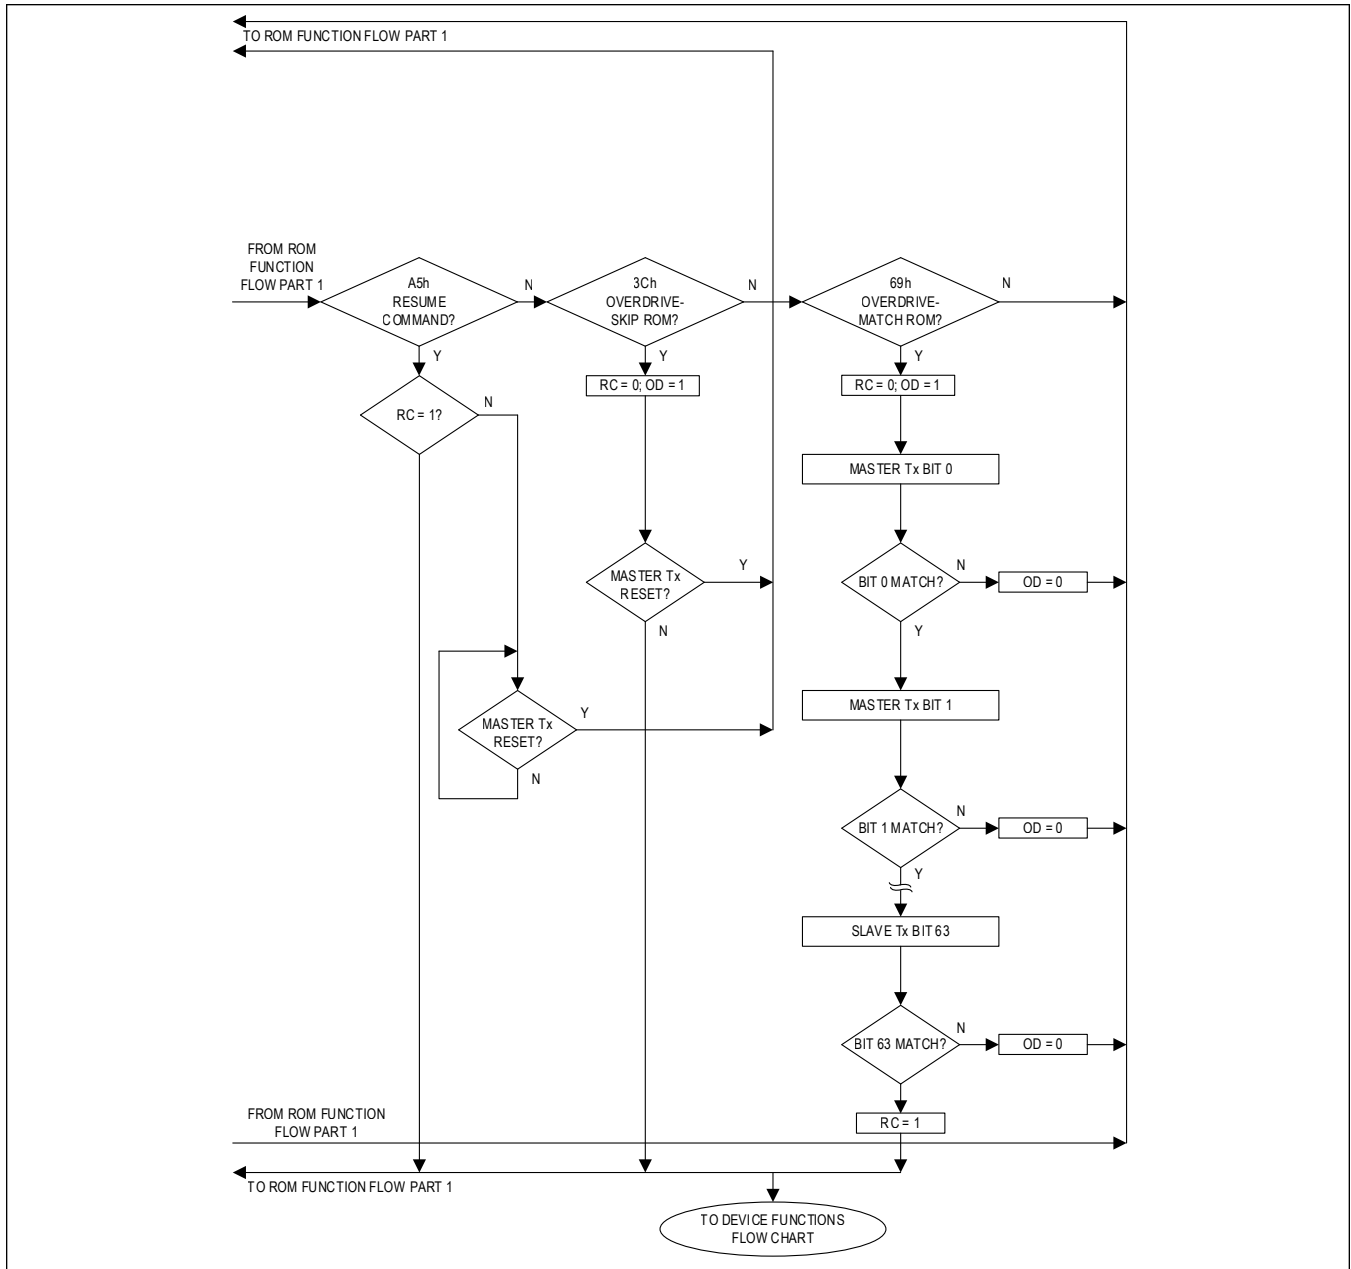 TO ROM FUNCTION FLOW PART 1
FROM ROM
FUNCTION
FLOW PART 1
A5h
RESUME
COMMAND?
N
Y
3Ch
OVERDRIVE-
SKIP ROM?
N
Y
69h
OVERDRIVE-
MATCH ROM?
N
Y
RC = 1?
N
RC = 0; OD = 1
RC = 0; OD = 1
MASTER Tx BIT 0
MASTER Tx
RESET?
Y
N
BIT 0 MATCH?
N
Y
OD = 0
MASTER Tx
RESET?
Y
N
MASTER Tx BIT 1
BIT 1 MATCH?
N
Y
OD = 0
SLAVE Tx BIT 63
BIT 63 MATCH?
N
OD = 0
RC = 1
FROM ROM FUNCTION
FLOW PART 1
TO ROM FUNCTION FLOW PART 1
TO DEVICE FUNCTIONS
FLOW CHART